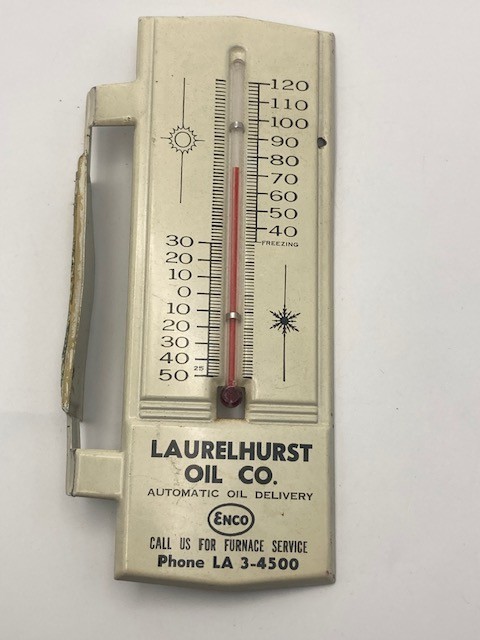 120
110
100
90
80
70
60
50
40
FREEZING
30
20
10
0
10
20
30
40
25
50
LAURELHURST
OIL CO.
AUTOMATIC OIL DELIVERY
ENCO
CALL US FOR FURNACE SERVICE
Phone LA 3-4500